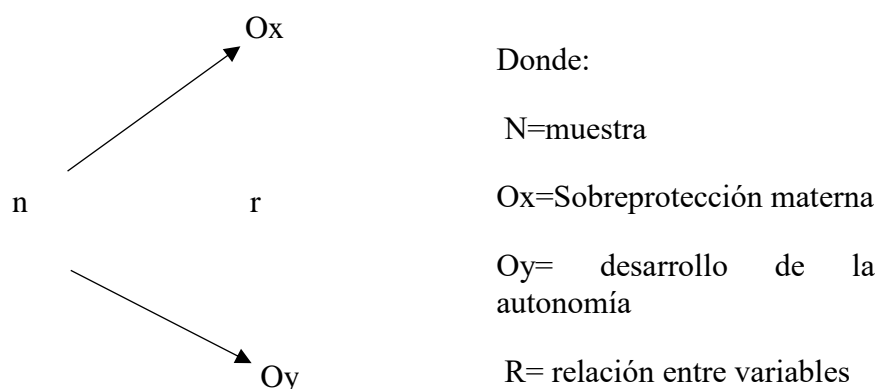 Ox
n
r
Oy
Donde:
N=muestra
Ox=Sobreprotección materna
Oy= desarrollo de la
autonomía
R= relación entre variables